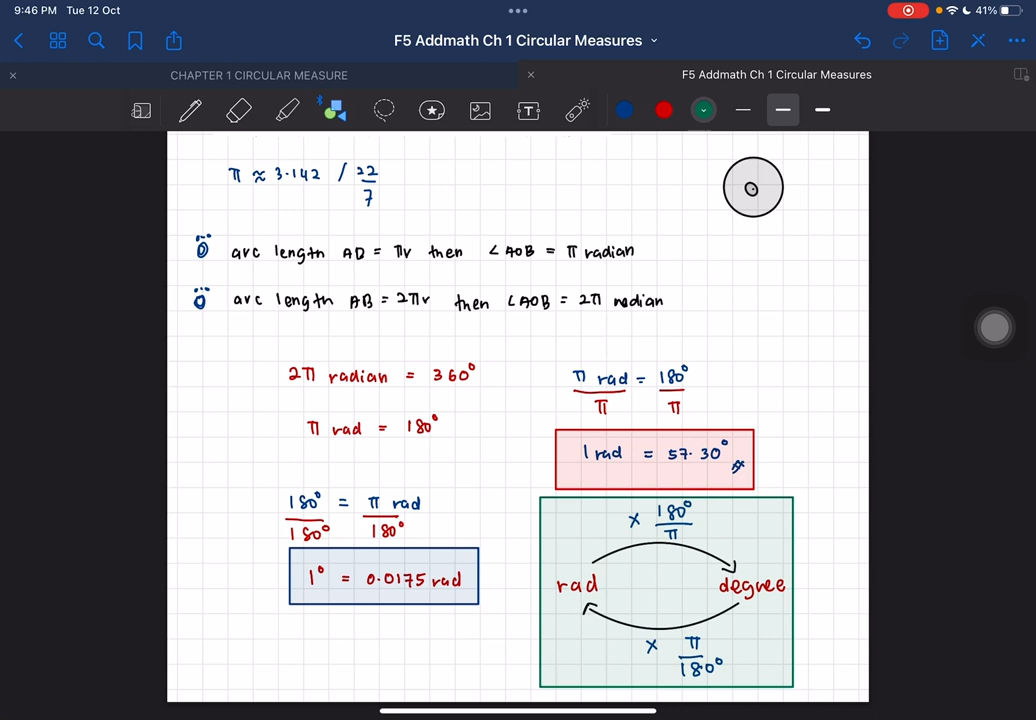 9:46 PM Tue 12 Oct
41%
F5 Addmath Ch 1 Circular Measures
CHAPTER 1 CIRCULAR MEASURE
F5 Addmath Ch 1 Circular Measures
π ≈ 3.142 / 22/7
arc length AD = πr then ∠AOB = π radian
arc length AB = 2πr then ∠AOB = 2π radian
2π radian = 360°
π rad = 180°
180°/180° = π rad/180°
1° = 0.0175 rad
π rad/π = 180°/π
1 rad = 57.30°
× 180°/π
rad degree
× π/180°